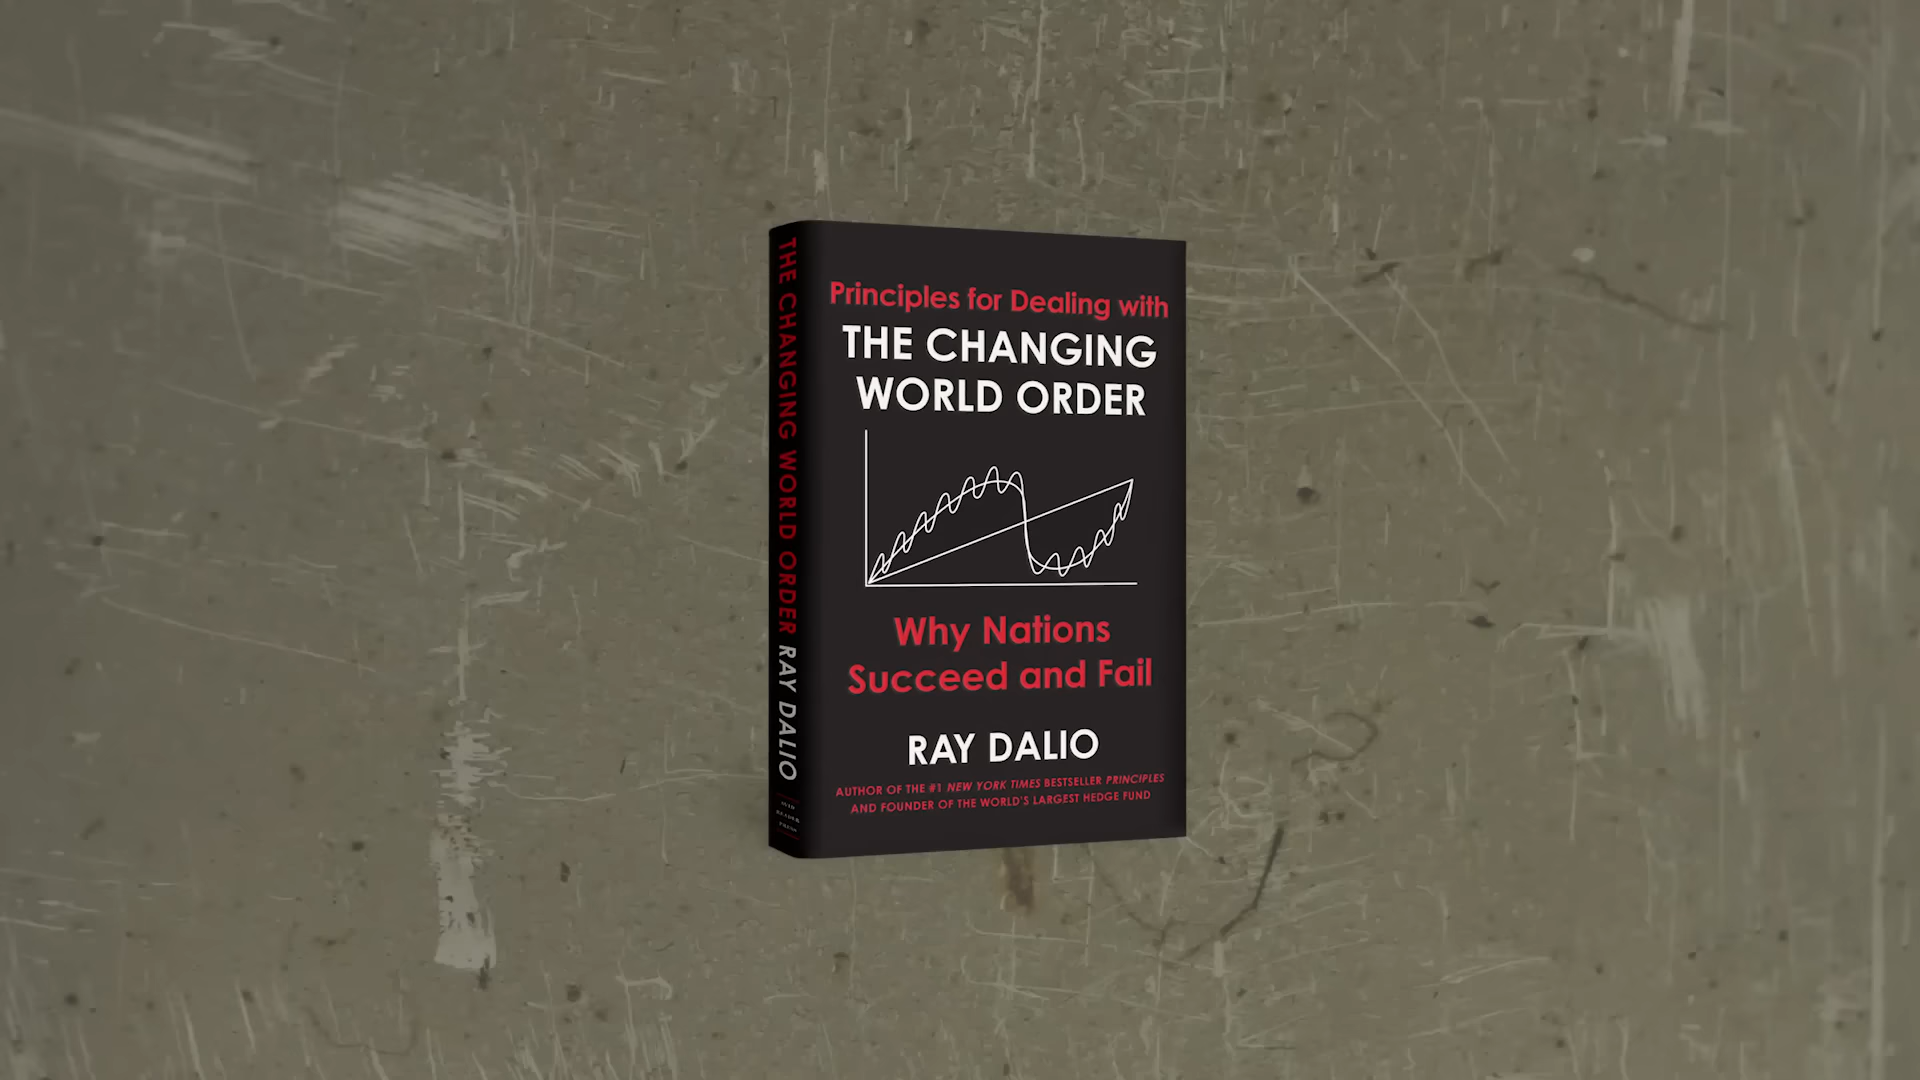 THE CHANGING WORLD ORDER RAY DALIO
Principles for Dealing with
THE CHANGING
WORLD ORDER
Why Nations
Succeed and Fail
RAY DALIO
AUTHOR OF THE #1 NEW YORK TIMES BESTSELLER PRINCIPLES
AND FOUNDER OF THE WORLD'S LARGEST HEDGE FUND